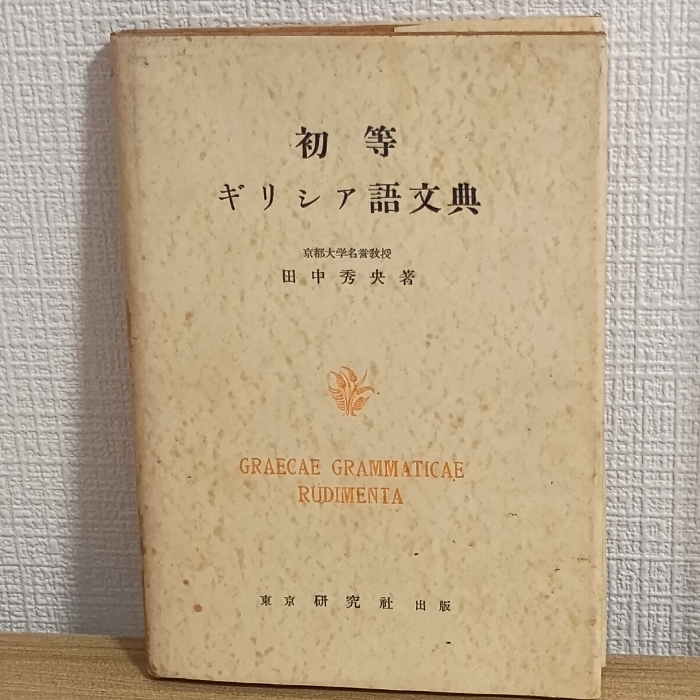 初等
ギリシア語文典
京都大学名誉教授
田中秀央著
GRAECAE GRAMMATICAE
RUDIMENTA
東京 研究社 出版